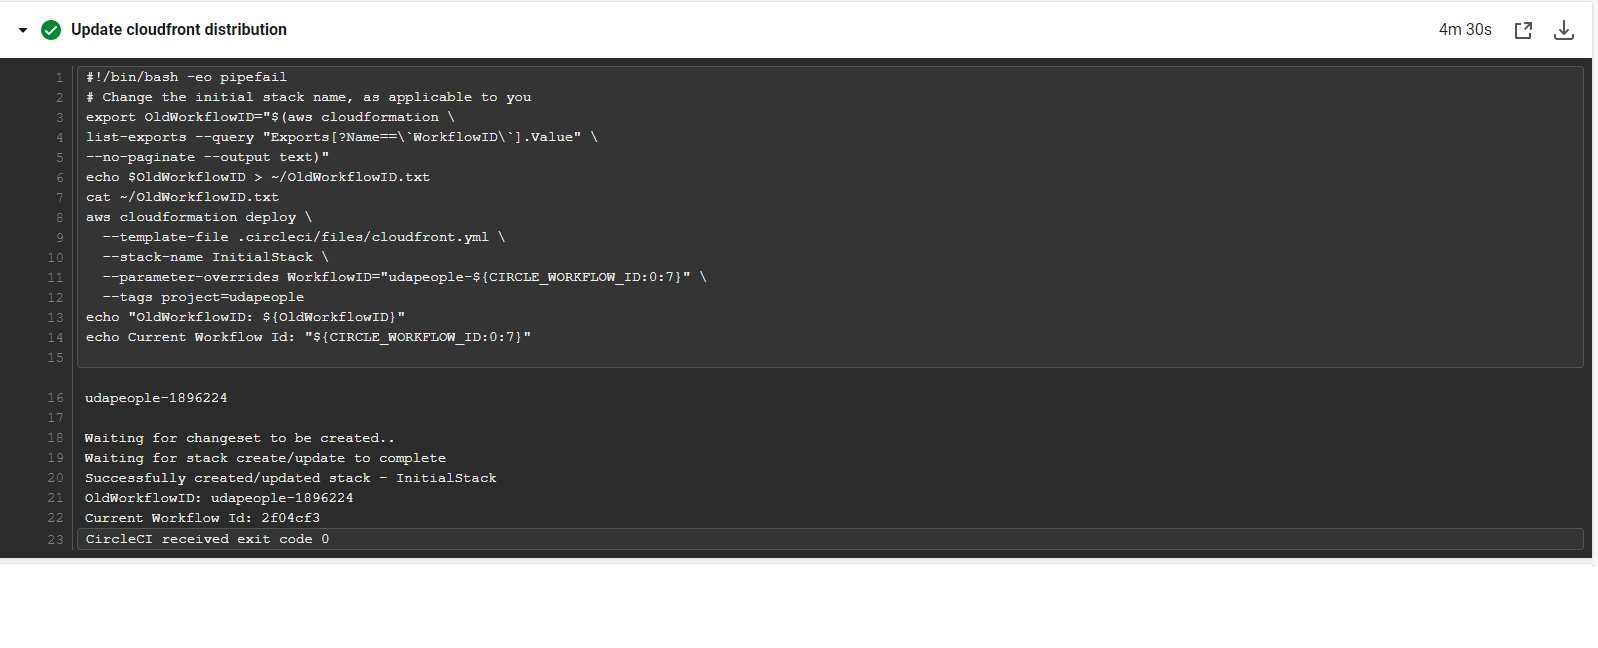 Update cloudfront distribution
4m 30s
1 #!/bin/bash -eo pipefail
2 # Change the initial stack name, as applicable to you
3 export OldWorkflowID="$(aws cloudformation \
4 list-exports --query "Exports[?Name==\`WorkflowID\`].Value" \
5 --no-paginate --output text)"
6 echo $OldWorkflowID > ~/OldWorkflowID.txt
7 cat ~/OldWorkflowID.txt
8 aws cloudformation deploy \
9   --template-file .circleci/files/cloudfront.yml \
10   --stack-name InitialStack \
11   --parameter-overrides WorkflowID="udapeople-${CIRCLE_WORKFLOW_ID:0:7}" \
12   --tags project=udapeople
13 echo "OldWorkflowID: ${OldWorkflowID}"
14 echo Current Workflow Id: "${CIRCLE_WORKFLOW_ID:0:7}"
15
16 udapeople-1896224
17
18 Waiting for changeset to be created..
19 Waiting for stack create/update to complete
20 Successfully created/updated stack - InitialStack
21 OldWorkflowID: udapeople-1896224
22 Current Workflow Id: 2f04cf3
23 CircleCI received exit code 0